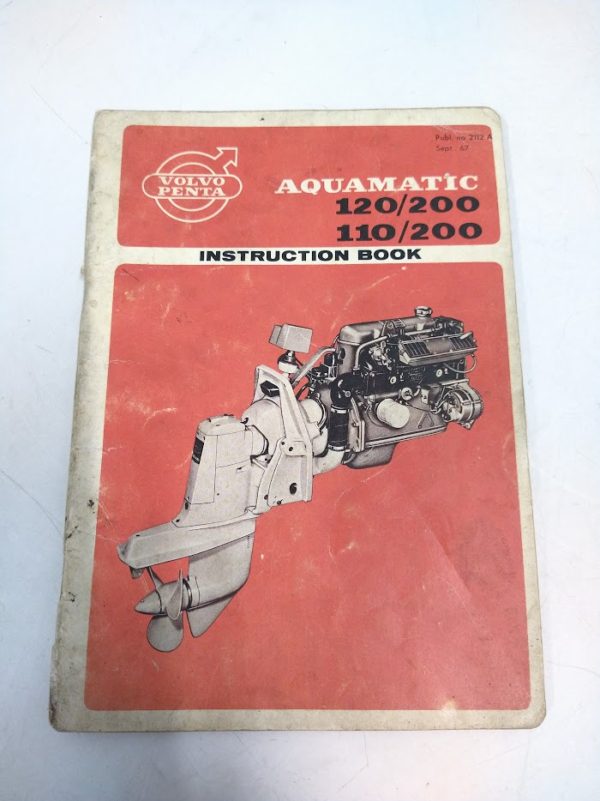 Publ. no 2112 A
Sept. 67
VOLVO
PENTA
AQUAMATIC
120/200
110/200
INSTRUCTION BOOK